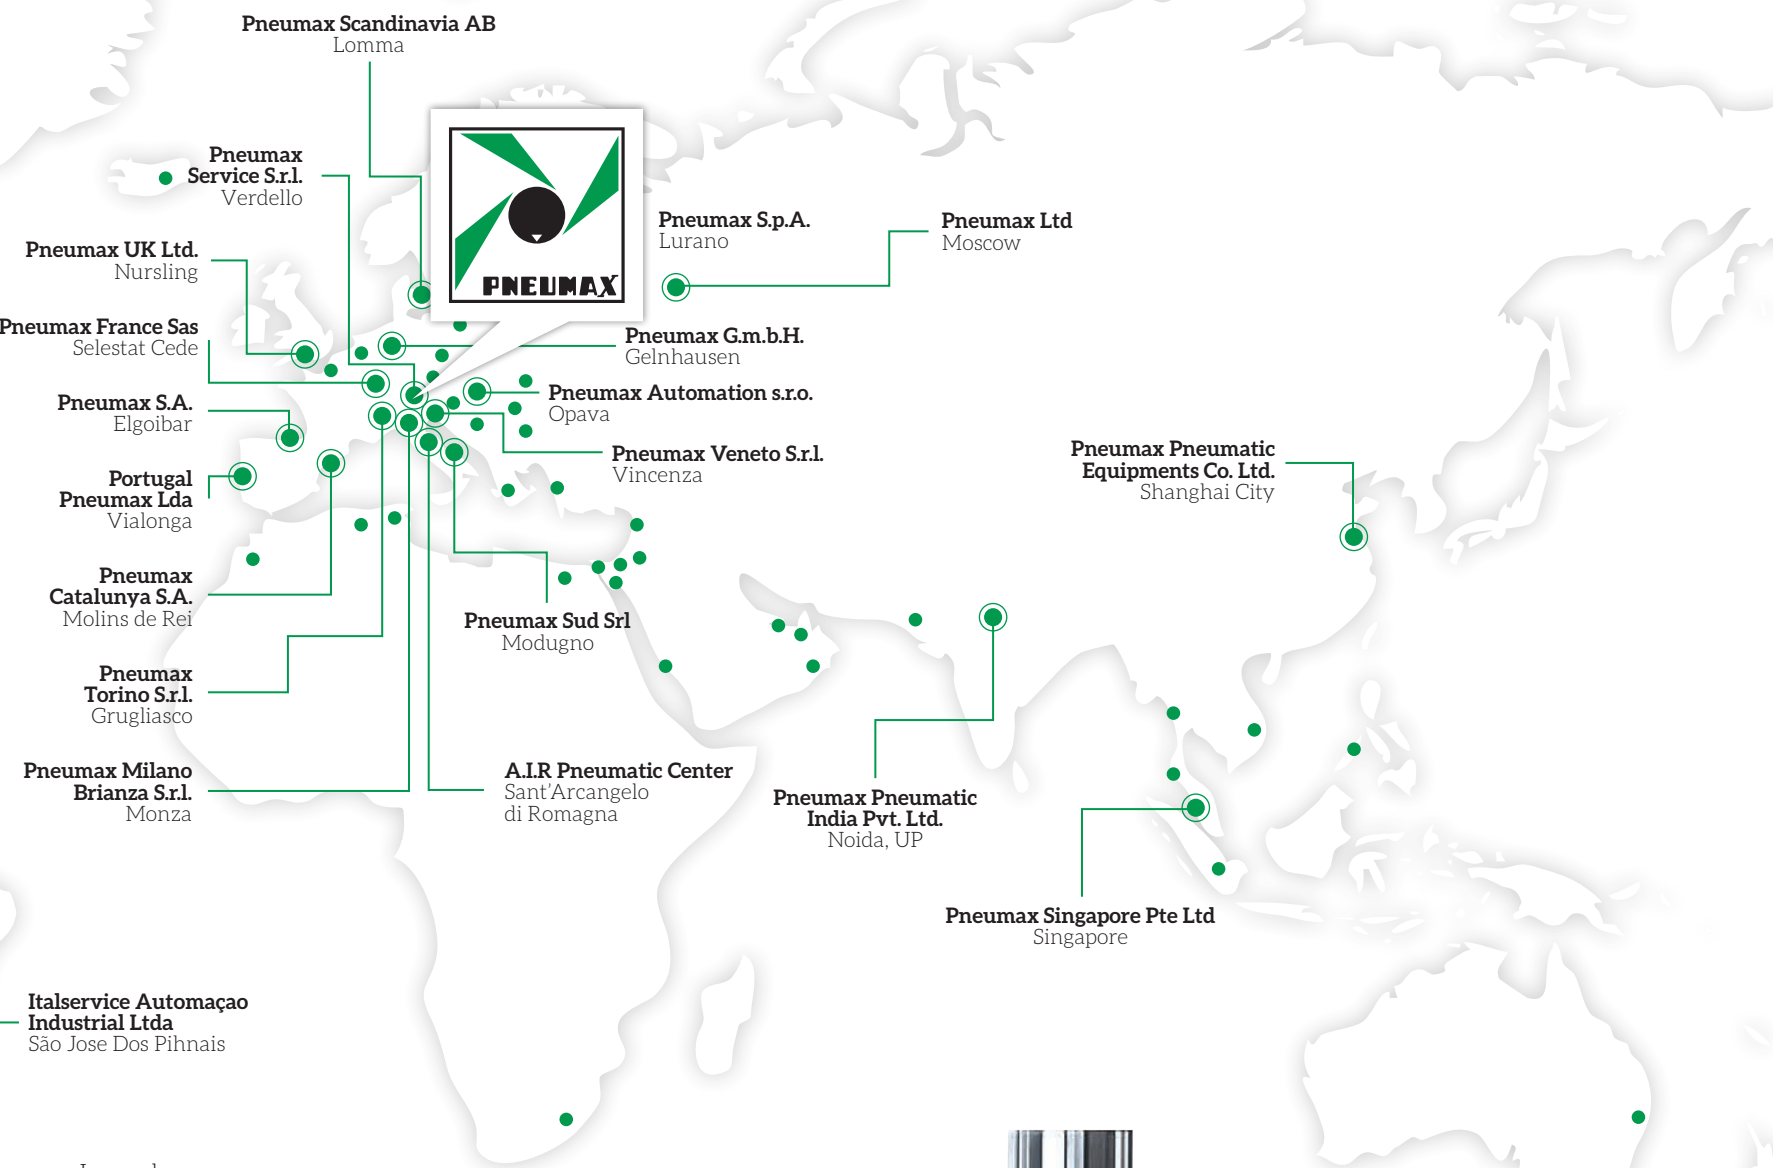 Pneumax Scandinavia AB
Lomma
Pneumax
Service S.r.l.
Verdello
PNEUMAX
Pneumax S.p.A.
Lurano
Pneumax Ltd
Moscow
Pneumax UK Ltd.
Nursling
Pneumax France Sas
Selestat Cede
Pneumax G.m.b.H.
Gelnhausen
Pneumax S.A.
Elgoibar
Pneumax Automation s.r.o.
Opava
Pneumax Veneto S.r.l.
Vincenza
Pneumax Pneumatic
Equipments Co. Ltd.
Shanghai City
Portugal
Pneumax Lda
Vialonga
Pneumax
Catalunya S.A.
Molins de Rei
Pneumax Sud Srl
Modugno
Pneumax
Torino S.r.l.
Grugliasco
Pneumax Milano
Brianza S.r.l.
Monza
A.I.R Pneumatic Center
Sant'Arcangelo
di Romagna
Pneumax Pneumatic
India Pvt. Ltd.
Noida, UP
Pneumax Singapore Pte Ltd
Singapore
Italservice Automaçao
Industrial Ltda
São Jose Dos Pihnais